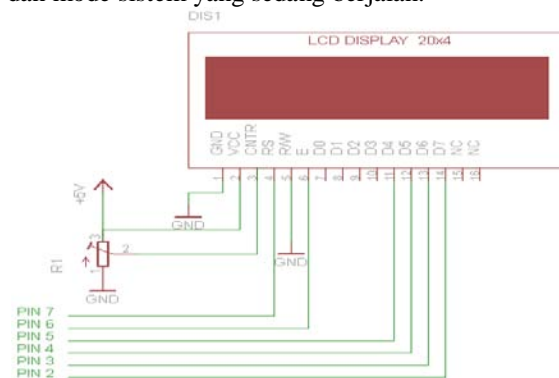 dan mode sistem yang sedang berjalan.
DIS1
LCD DISPLAY 20x4
GND VCC CNTR RS R/W E D0 D1 D2 D3 D4 D5 D6 D7 NC NC
1 2 3 4 5 6 7 8 9 10 11 12 13 14 15 16
+5V
GND
3
2
R1
1
GND
GND
PIN 7
PIN 6
PIN 5
PIN 4
PIN 3
PIN 2